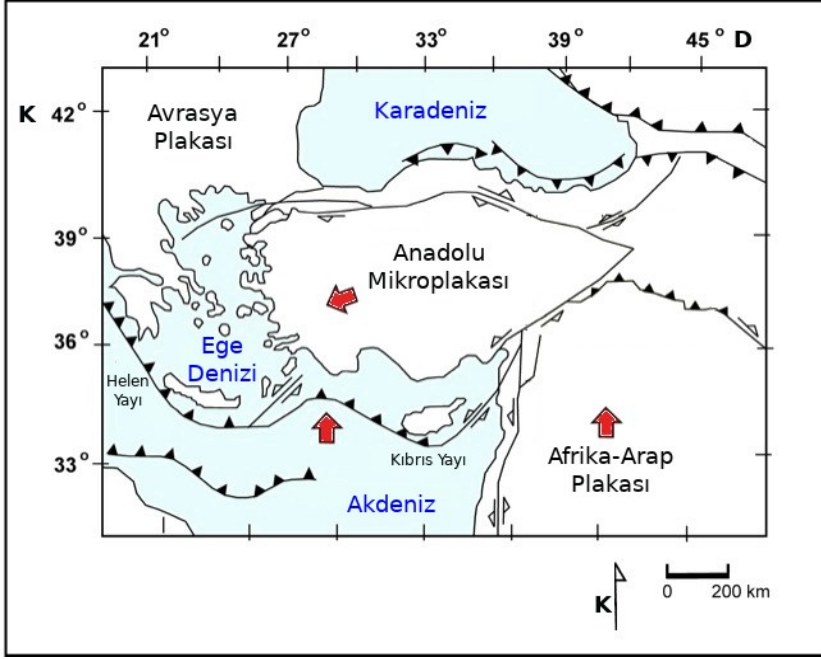 21° 27° 33° 39° 45° D
K 42°
39°
36°
33°
Avrasya
Plakası
Karadeniz
Anadolu
Mikroplakası
Ege
Denizi
Helen
Yayı
Kıbrıs Yayı
Afrika-Arap
Plakası
Akdeniz
K
0 200 km